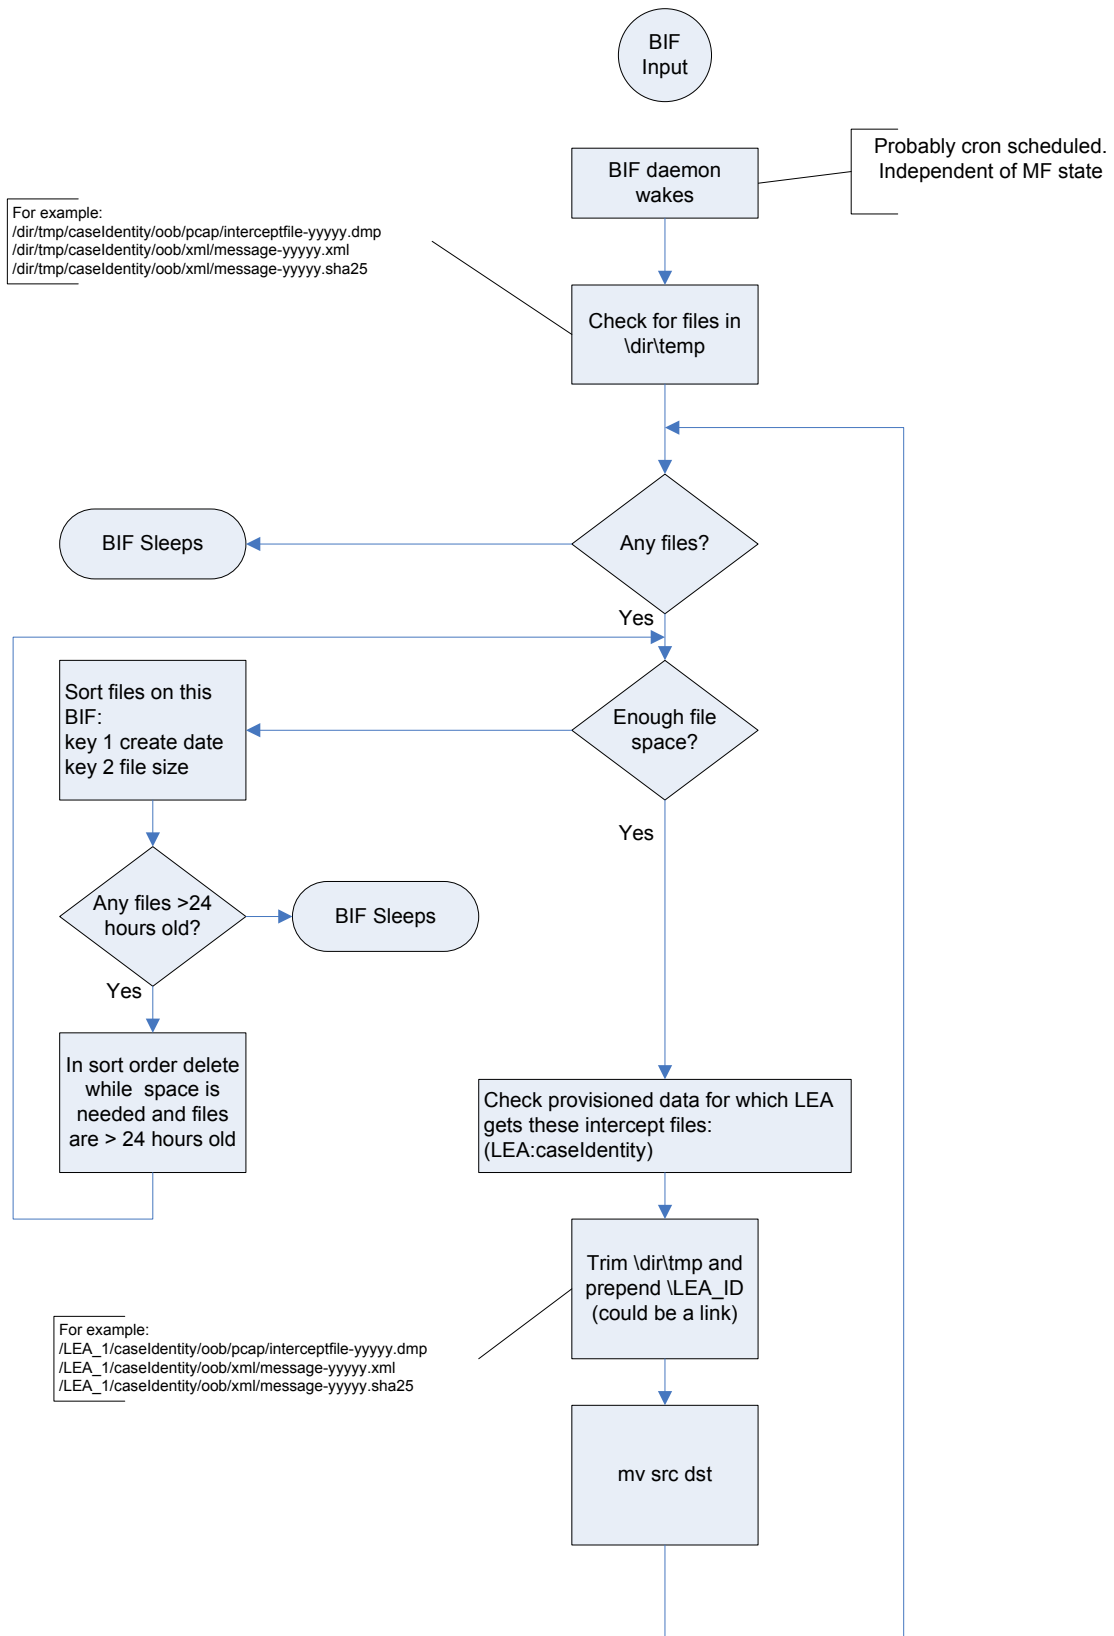 BIF
Input
Probably cron scheduled.
Independent of MF state
BIF daemon
wakes
For example:
/dir/tmp/caseIdentity/oob/pcap/interceptfile-yyyyy.dmp
/dir/tmp/caseIdentity/oob/xml/message-yyyyy.xml
/dir/tmp/caseIdentity/oob/xml/message-yyyyy.sha25
Check for files in
\dir\temp
BIF Sleeps
Any files?
Yes
Sort files on this
BIF:
key 1 create date
key 2 file size
Enough file
space?
Yes
Any files >24
hours old?
BIF Sleeps
Yes
In sort order delete
while  space is
needed and files
are > 24 hours old
Check provisioned data for which LEA
gets these intercept files:
(LEA:caseIdentity)
Trim \dir\tmp and
prepend \LEA_ID
(could be a link)
For example:
/LEA_1/caseIdentity/oob/pcap/interceptfile-yyyyy.dmp
/LEA_1/caseIdentity/oob/xml/message-yyyyy.xml
/LEA_1/caseIdentity/oob/xml/message-yyyyy.sha25
mv src dst